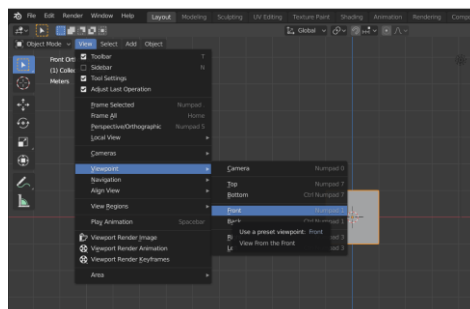 File Edit Render Window Help Layout Modeling Sculpting UV Editing Texture Paint Shading Animation Rendering
Global
Object Mode View Select Add Object
Toolbar T
Sidebar N
Tool Settings
Adjust Last Operation
Frame Selected Numpad .
Frame All Home
Perspective/Orthographic Numpad 5
Local View
Cameras
Viewpoint
Navigation
Align View
View Regions
Play Animation Spacebar
Viewport Render Image
Viewport Render Animation
Viewport Render Keyframes
Area
Front
(1)
Meters
Camera Numpad 0
Top Numpad 7
Bottom Ctrl Numpad 7
Front Numpad 1
Back
Use a preset viewpoint: Front
View from the Front